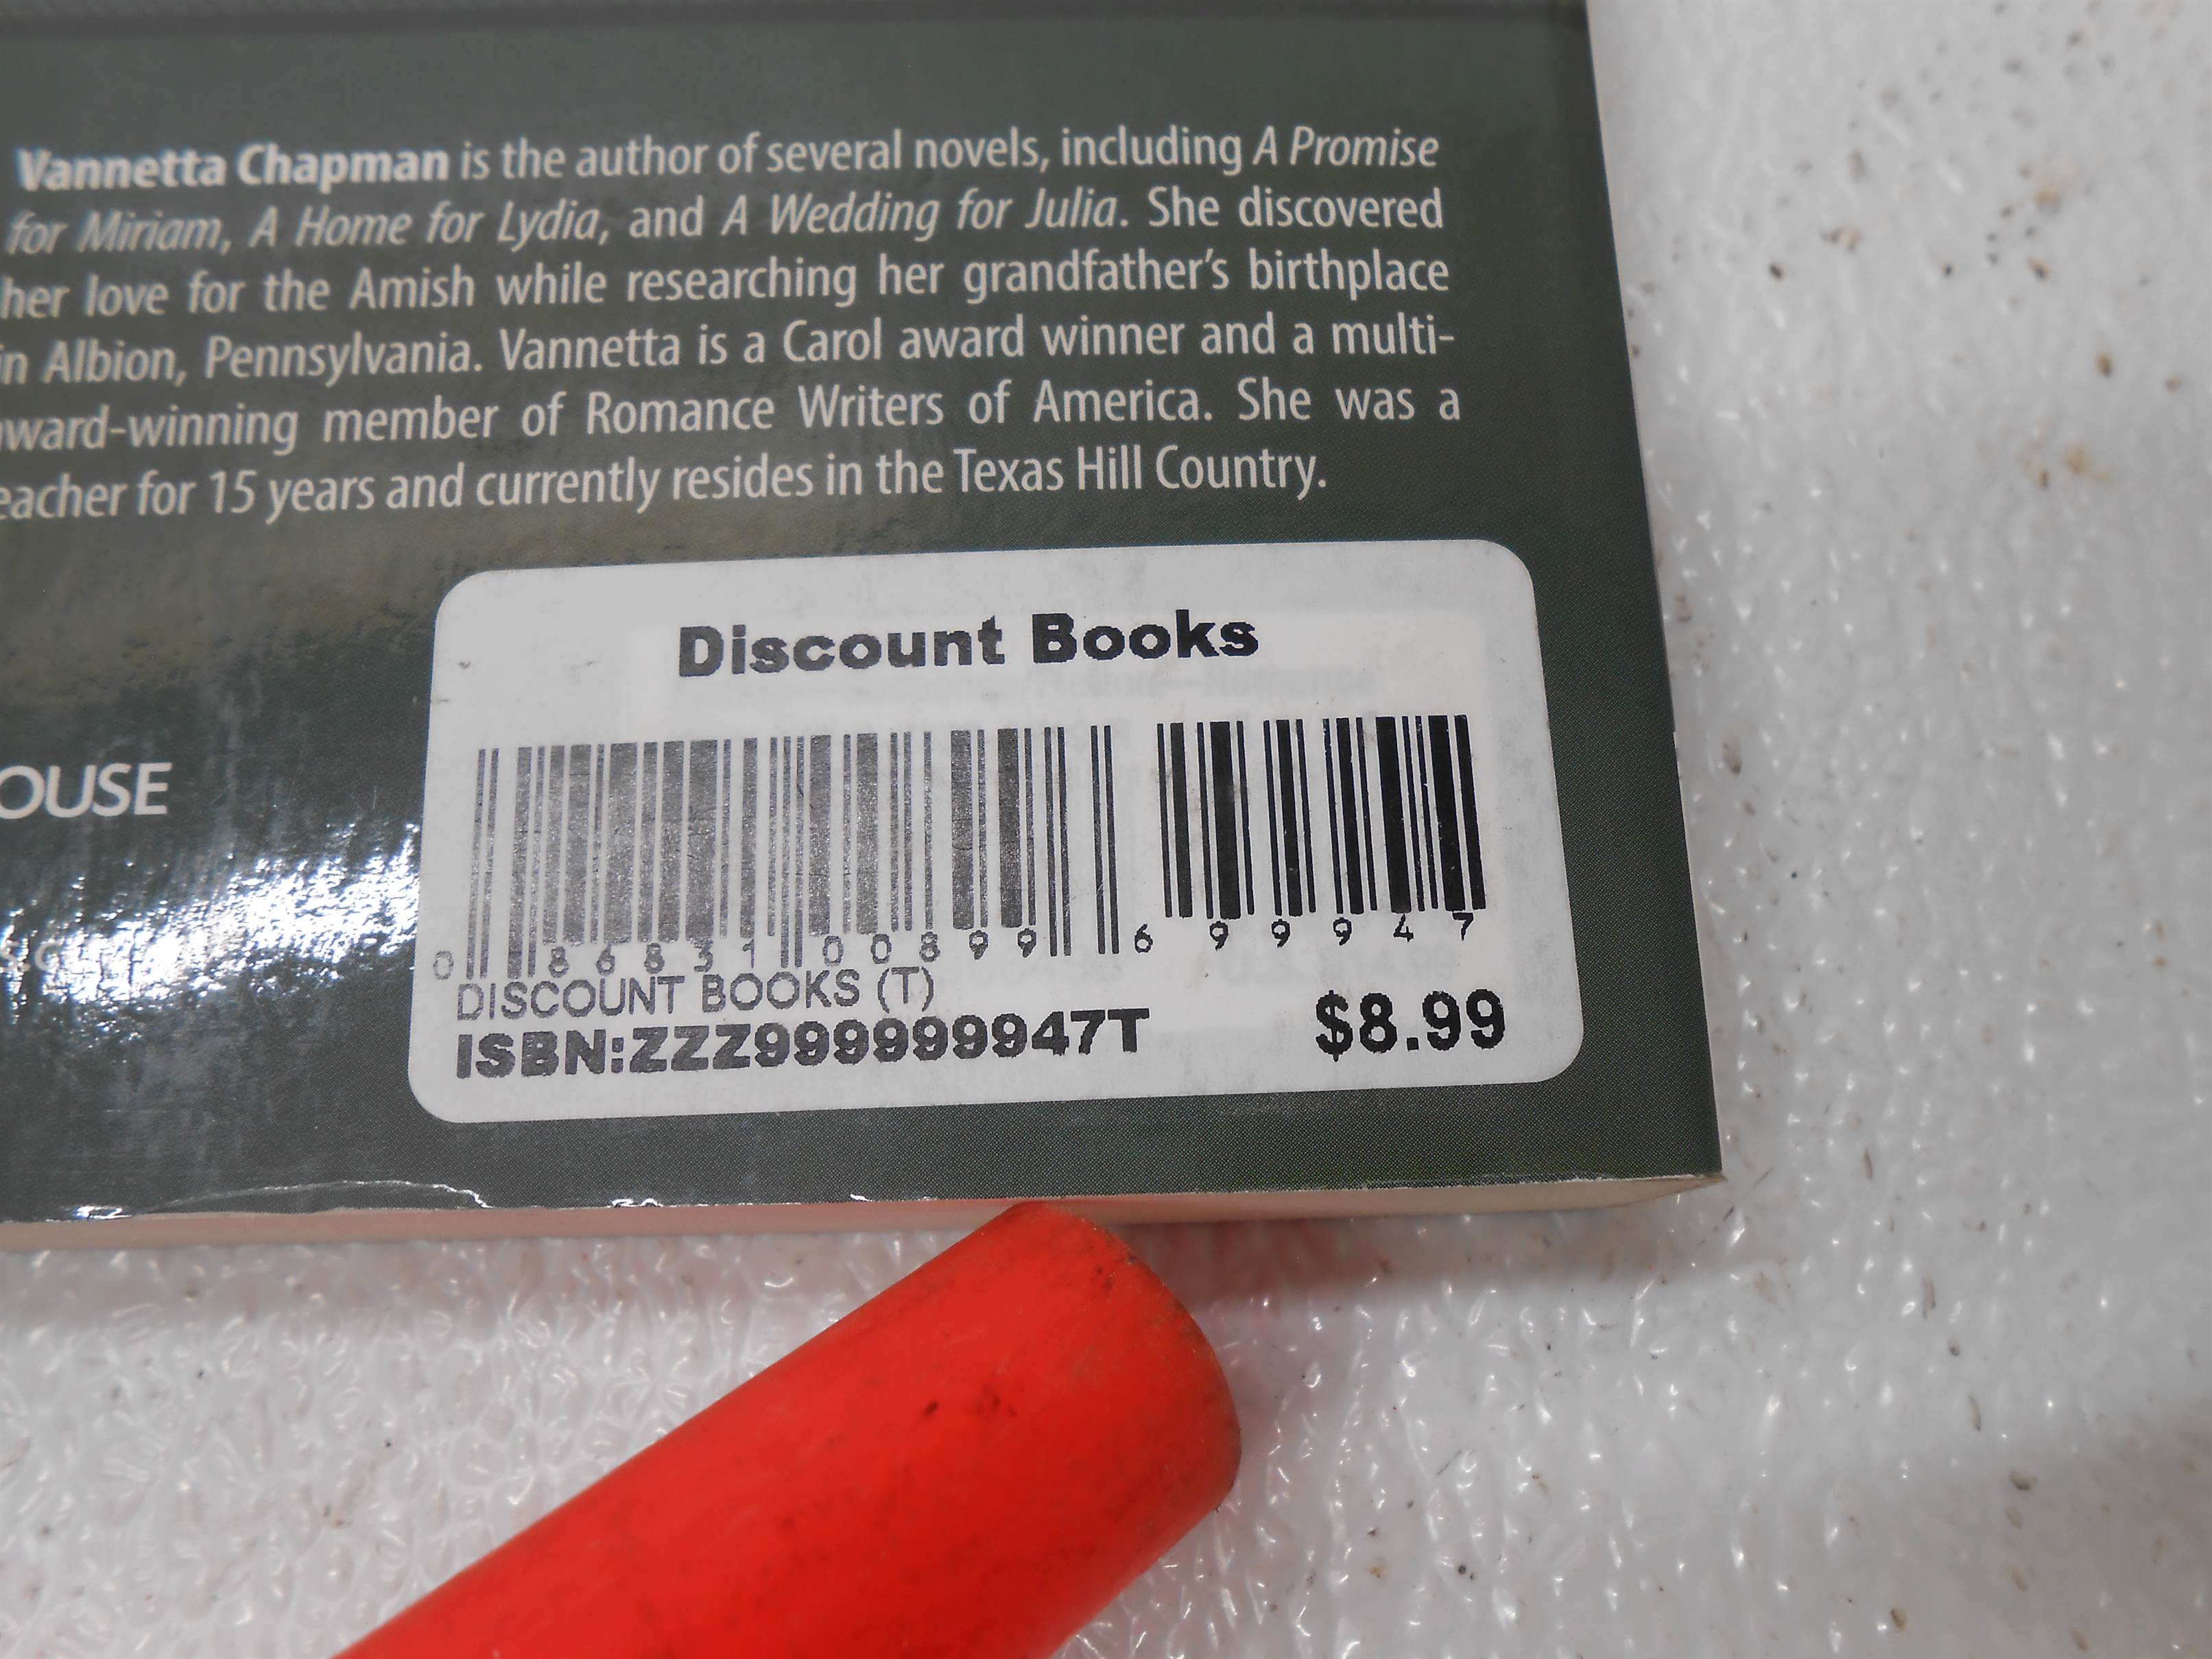 Vannetta Chapman is the author of several novels, including A Promise
for Miriam, A Home for Lydia, and A Wedding for Julia. She discovered
her love for the Amish while researching her grandfather's birthplace
in Albion, Pennsylvania. Vannetta is a Carol award winner and a multi-
award-winning member of Romance Writers of America. She was a
eacher for 15 years and currently resides in the Texas Hill Country.
Discount Books
OUSE
0 86831 00899 6 99947
DISCOUNT BOOKS (T)
ISBN:ZZZ999999947T $8.99